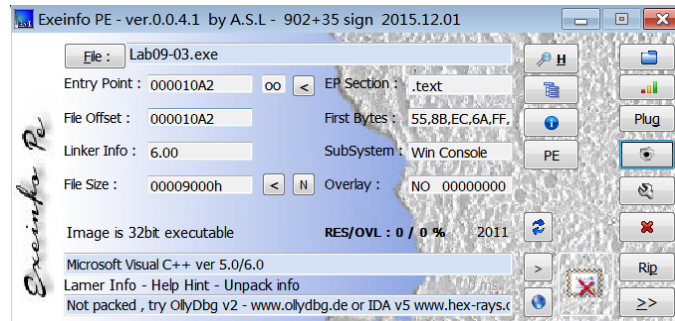 Exeinfo PE - ver.0.0.4.1 by A.S.L - 902+35 sign 2015.12.01
File : Lab09-03.exe H
Entry Point : 000010A2 oo < EP Section : .text
File Offset : 000010A2 First Bytes : 55,8B,EC,6A,FF, Plug
Linker Info : 6.00 SubSystem : Win Console PE
File Size : 00009000h < N Overlay : NO 00000000
Image is 32bit executable RES/OVL : 0 / 0 % 2011
Microsoft Visual C++ ver 5.0/6.0 > Rip
Lamer Info - Help Hint - Unpack info
Not packed , try OllyDbg v2 - www.ollydbg.de or IDA v5 www.hex-rays.c >>
Exeinfo Pe